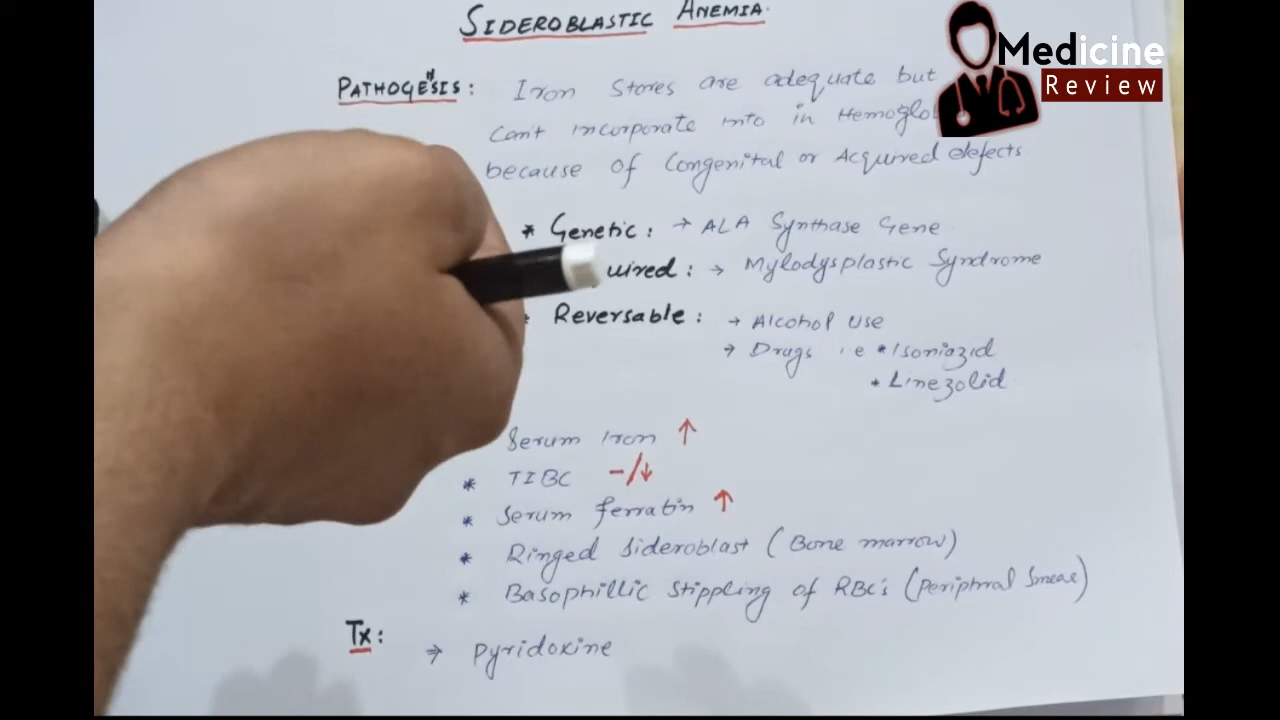 SIDEROBLASTIC ANEMIA.
Medicine
Review
PATHOGESIS: Iron Stores are adequate but
Can't incorporate into in Hemoglo
because of Congenital or Acquired defects
* Genetic: → ALA Synthase Gene
uired: → Mylodysplastic Syndrome
Reversable: → Alcohol Use
→ Drugs i.e * Isoniazid
* Linezolid
Serum Iron ↑
* TIBC -/↓
* Serum ferratin ↑
* Ringed Sideroblast (Bone marrow)
* Basophillic Stippling of RBC's (Peripheral Smear)
Tx:
→ Pyridoxine